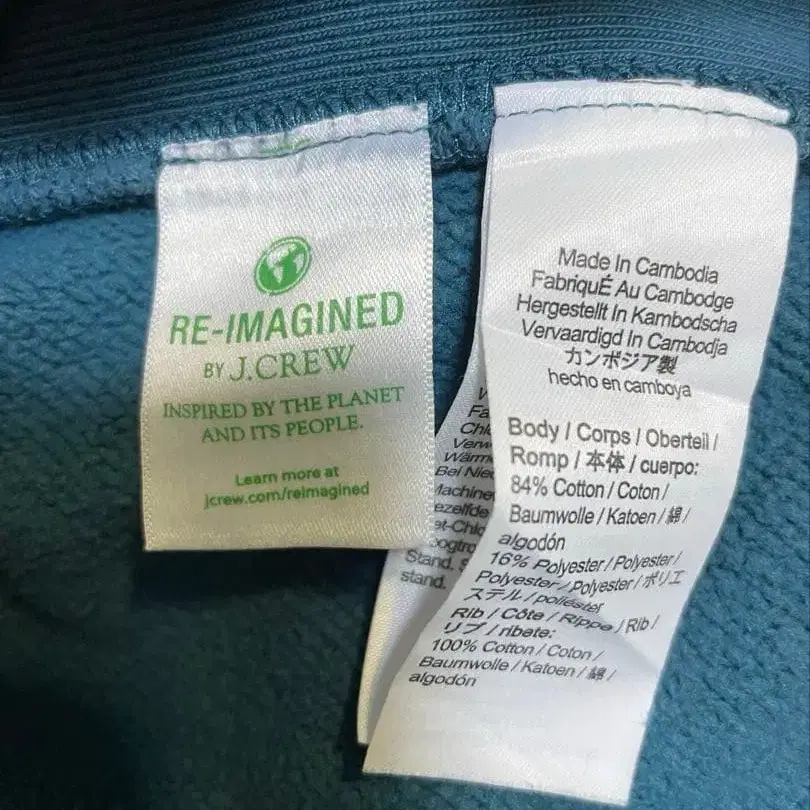 RE-IMAGINED
BY J.CREW
INSPIRED BY THE PLANET
AND ITS PEOPLE.
Learn more at
jcrew.com/reimagined
Made In Cambodia
FabriquÉ Au Cambodge
Hergestellt In Kambodscha
Vervaardigd In Cambodja
カンボジア製
hecho en camboya
Body / Corps / Oberteil /
Romp / 本体 / cuerpo:
84% Cotton / Coton /
Baumwolle / Katoen / 綿 /
algodón
16% Polyester / Polyester /
Polyester / Polyester / ポリエ
ステル / poliéster
Rib / Côte / Rippe / Rib /
リブ / ribete:
100% Cotton / Coton /
Baumwolle / Katoen / 綿 /
algodón
Stand.
stand.